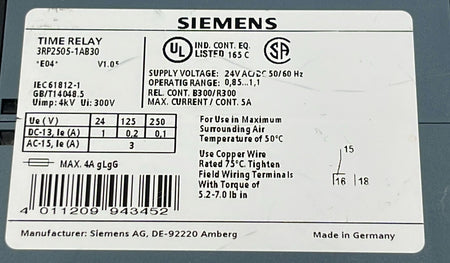 SIEMENS
TIME RELAY
3RP2505-1AB30
*E04* V1.05
IEC61812-1
GB/T14048.5
Uimp: 4kV Ui: 300V
UL IND. CONT. EQ.
LISTED 165 C
SA
SUPPLY VOLTAGE: 24V AC/DC 50/60 Hz
OPERATING RANGE: 0,85...1,1
REL. CONT. B300/R300
MAX. CURRENT / CONT. 5A
Ue ( V ) 24 125 250
DC-13, Ie (A) 1 0,2 0,1
AC-15, Ie (A) 3
MAX. 4A gLgG
For Use in Maximum
Surrounding Air
Temperature of 50°C
Use Copper Wire
Rated 75°C. Tighten
Field Wiring Terminals
With Torque of
5.2-7.0 lb in
15
16 18
4 011209 943452
Manufacturer: Siemens AG, DE-92220 Amberg
Made in Germany